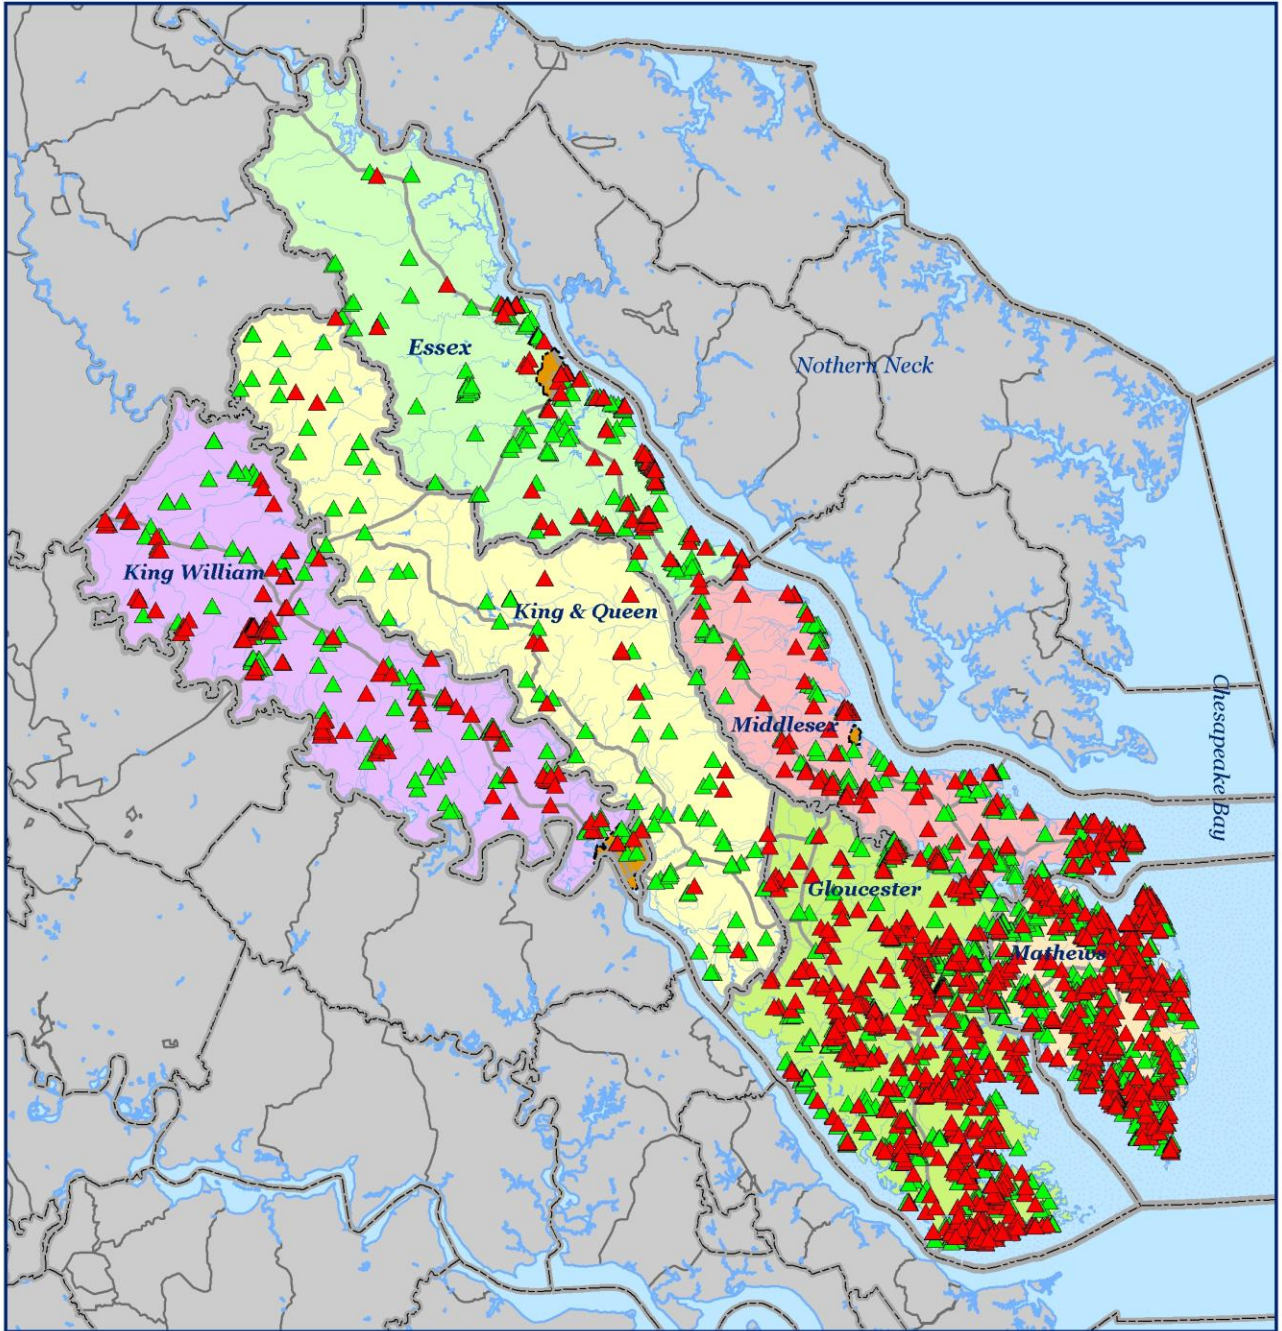 Essex
Nothern Neck
King William
King & Queen
Middlesex
Chesapeake Bay
Gloucester
Mathews